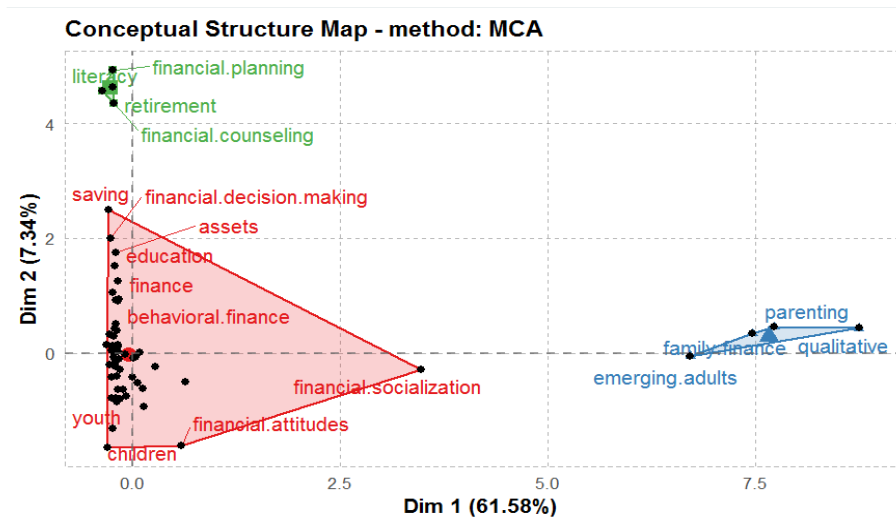 Conceptual Structure Map - method: MCA
financial.planning
literacy
retirement
financial.counseling
4
saving
financial.decision.making
assets
2
education
finance
behavioral.finance
parenting
0
family.finance
qualitative
emerging.adults
financial.socialization
youth
financial.attitudes
children
0.0
2.5
5.0
7.5
Dim 1 (61.58%)
Dim 2 (7.34%)